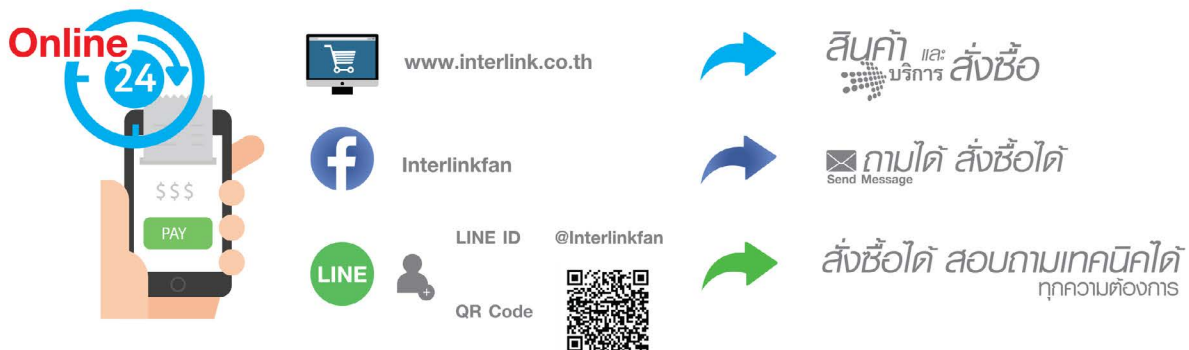 Online
24
$$$
PAY
www.interlink.co.th
สินค้า และ บริการ สั่งซื้อ
Interlinkfan
ถามได้ สั่งซื้อได้
Send Message
LINE
LINE ID @Interlinkfan
QR Code
สั่งซื้อได้ สอบถามเทคนิคได้
ทุกความต้องการ